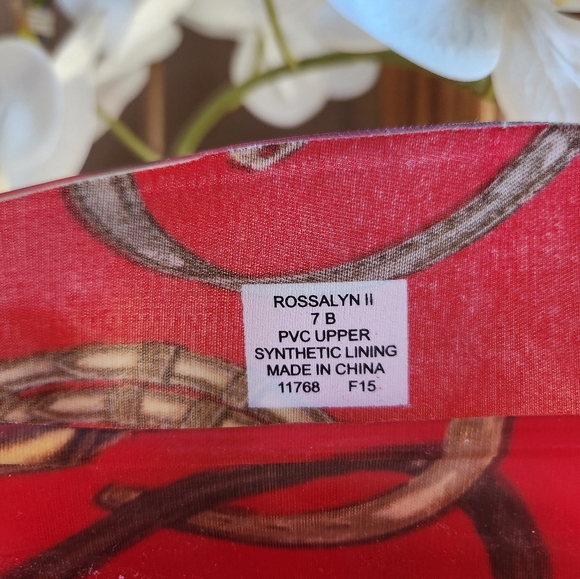 ROSSALYN II
7 B
PVC UPPER
SYNTHETIC LINING
MADE IN CHINA
11768 F15